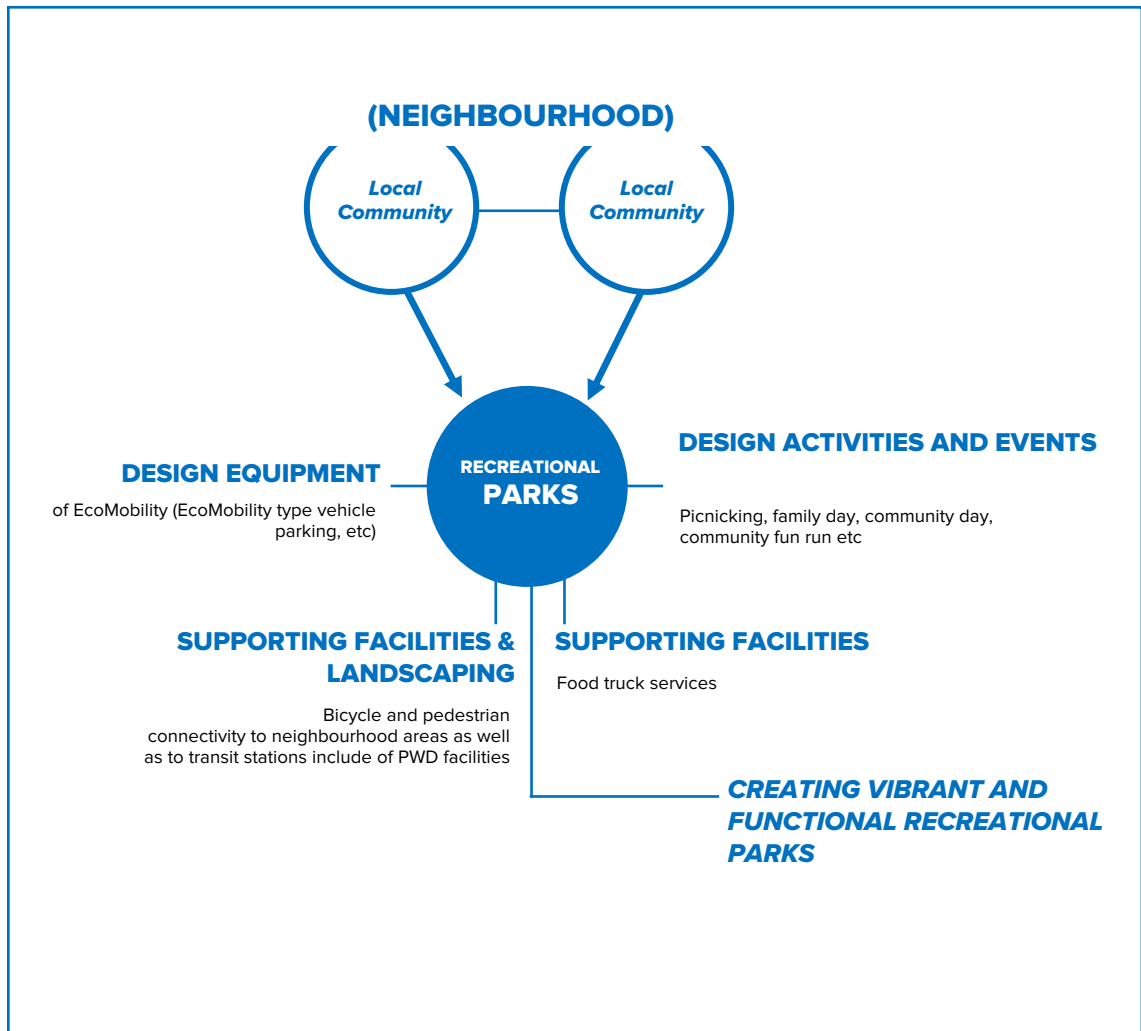 (NEIGHBOURHOOD)
Local
Community
Local
Community
RECREATIONAL
PARKS
DESIGN EQUIPMENT
of EcoMobility (EcoMobility type vehicle
parking, etc)
DESIGN ACTIVITIES AND EVENTS
Picnicking, family day, community day,
community fun run etc
SUPPORTING FACILITIES &
LANDSCAPING
Bicycle and pedestrian
connectivity to neighbourhood areas as well
as to transit stations include of PWD facilities
SUPPORTING FACILITIES
Food truck services
CREATING VIBRANT AND
FUNCTIONAL RECREATIONAL
PARKS